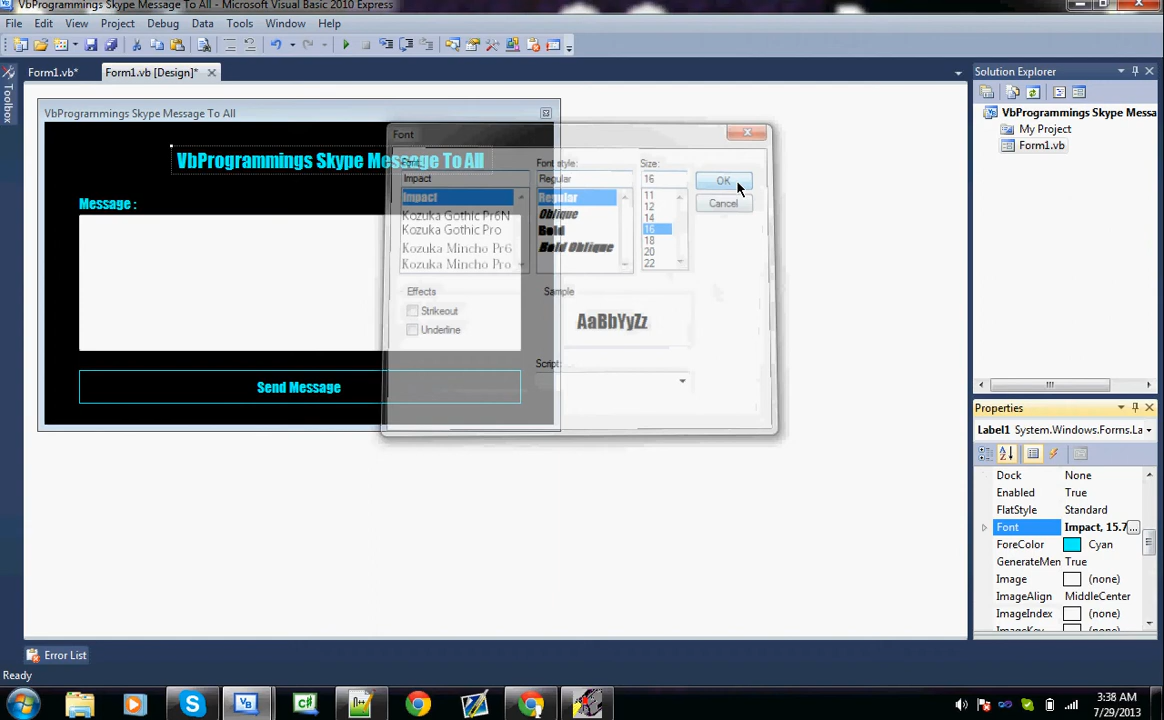 VbProgrammings Skype Message To All - Microsoft Visual Basic 2010 Express
File Edit View Project Debug Data Tools Window Help
Form1.vb* Form1.vb [Design]*
Toolbox
VbProgrammings Skype Message To All
VbProgrammings Skype Message To All
Message :
Send Message
Font
Font:
Impact
Impact
Kozuka Gothic Pr6N
Kozuka Gothic Pro
Kozuka Mincho Pr6
Kozuka Mincho Pro
Font style:
Regular
Regular
Oblique
Bold
Bold Oblique
Size:
16
11
12
14
16
18
20
22
OK
Cancel
Effects
Strikeout
Underline
Sample
AaBbYyZz
Script:
Solution Explorer
VbProgrammings Skype Messa
My Project
Form1.vb
Properties
Label1 System.Windows.Forms.La
Dock None
Enabled True
FlatStyle Standard
Font Impact, 15.7 ...
ForeColor Cyan
GenerateMen True
Image (none)
ImageAlign MiddleCenter
ImageIndex (none)
ImageKey (none)
Error List
Ready
3:38 AM
7/29/2013